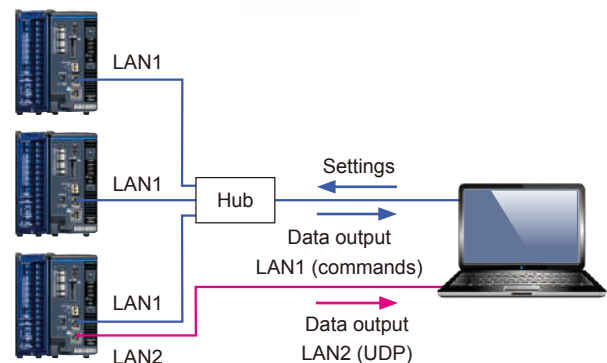 LAN1
LAN1
Hub
Settings
Data output
LAN1 (commands)
LAN1
LAN2
Data output
LAN2 (UDP)